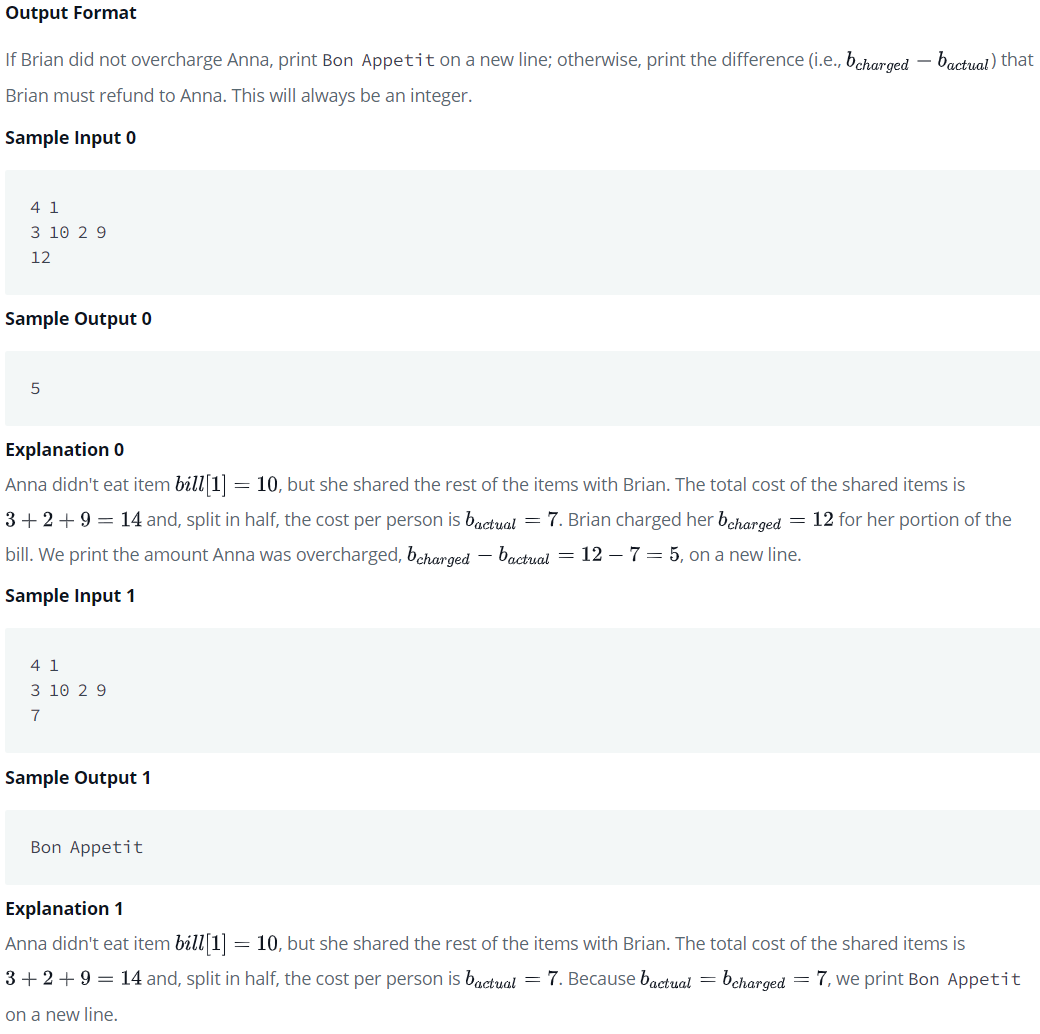 Output Format
If Brian did not overcharge Anna, print Bon Appetit on a new line; otherwise, print the difference (i.e., b_charged − b_actual) that
Brian must refund to Anna. This will always be an integer.
Sample Input 0
4 1
3 10 2 9
12
Sample Output 0
5
Explanation 0
Anna didn't eat item bill[1] = 10, but she shared the rest of the items with Brian. The total cost of the shared items is
3 + 2 + 9 = 14 and, split in half, the cost per person is b_actual = 7. Brian charged her b_charged = 12 for her portion of the
bill. We print the amount Anna was overcharged, b_charged − b_actual = 12 − 7 = 5, on a new line.
Sample Input 1
4 1
3 10 2 9
7
Sample Output 1
Bon Appetit
Explanation 1
Anna didn't eat item bill[1] = 10, but she shared the rest of the items with Brian. The total cost of the shared items is
3 + 2 + 9 = 14 and, split in half, the cost per person is b_actual = 7. Because b_actual = b_charged = 7, we print Bon Appetit
on a new line.